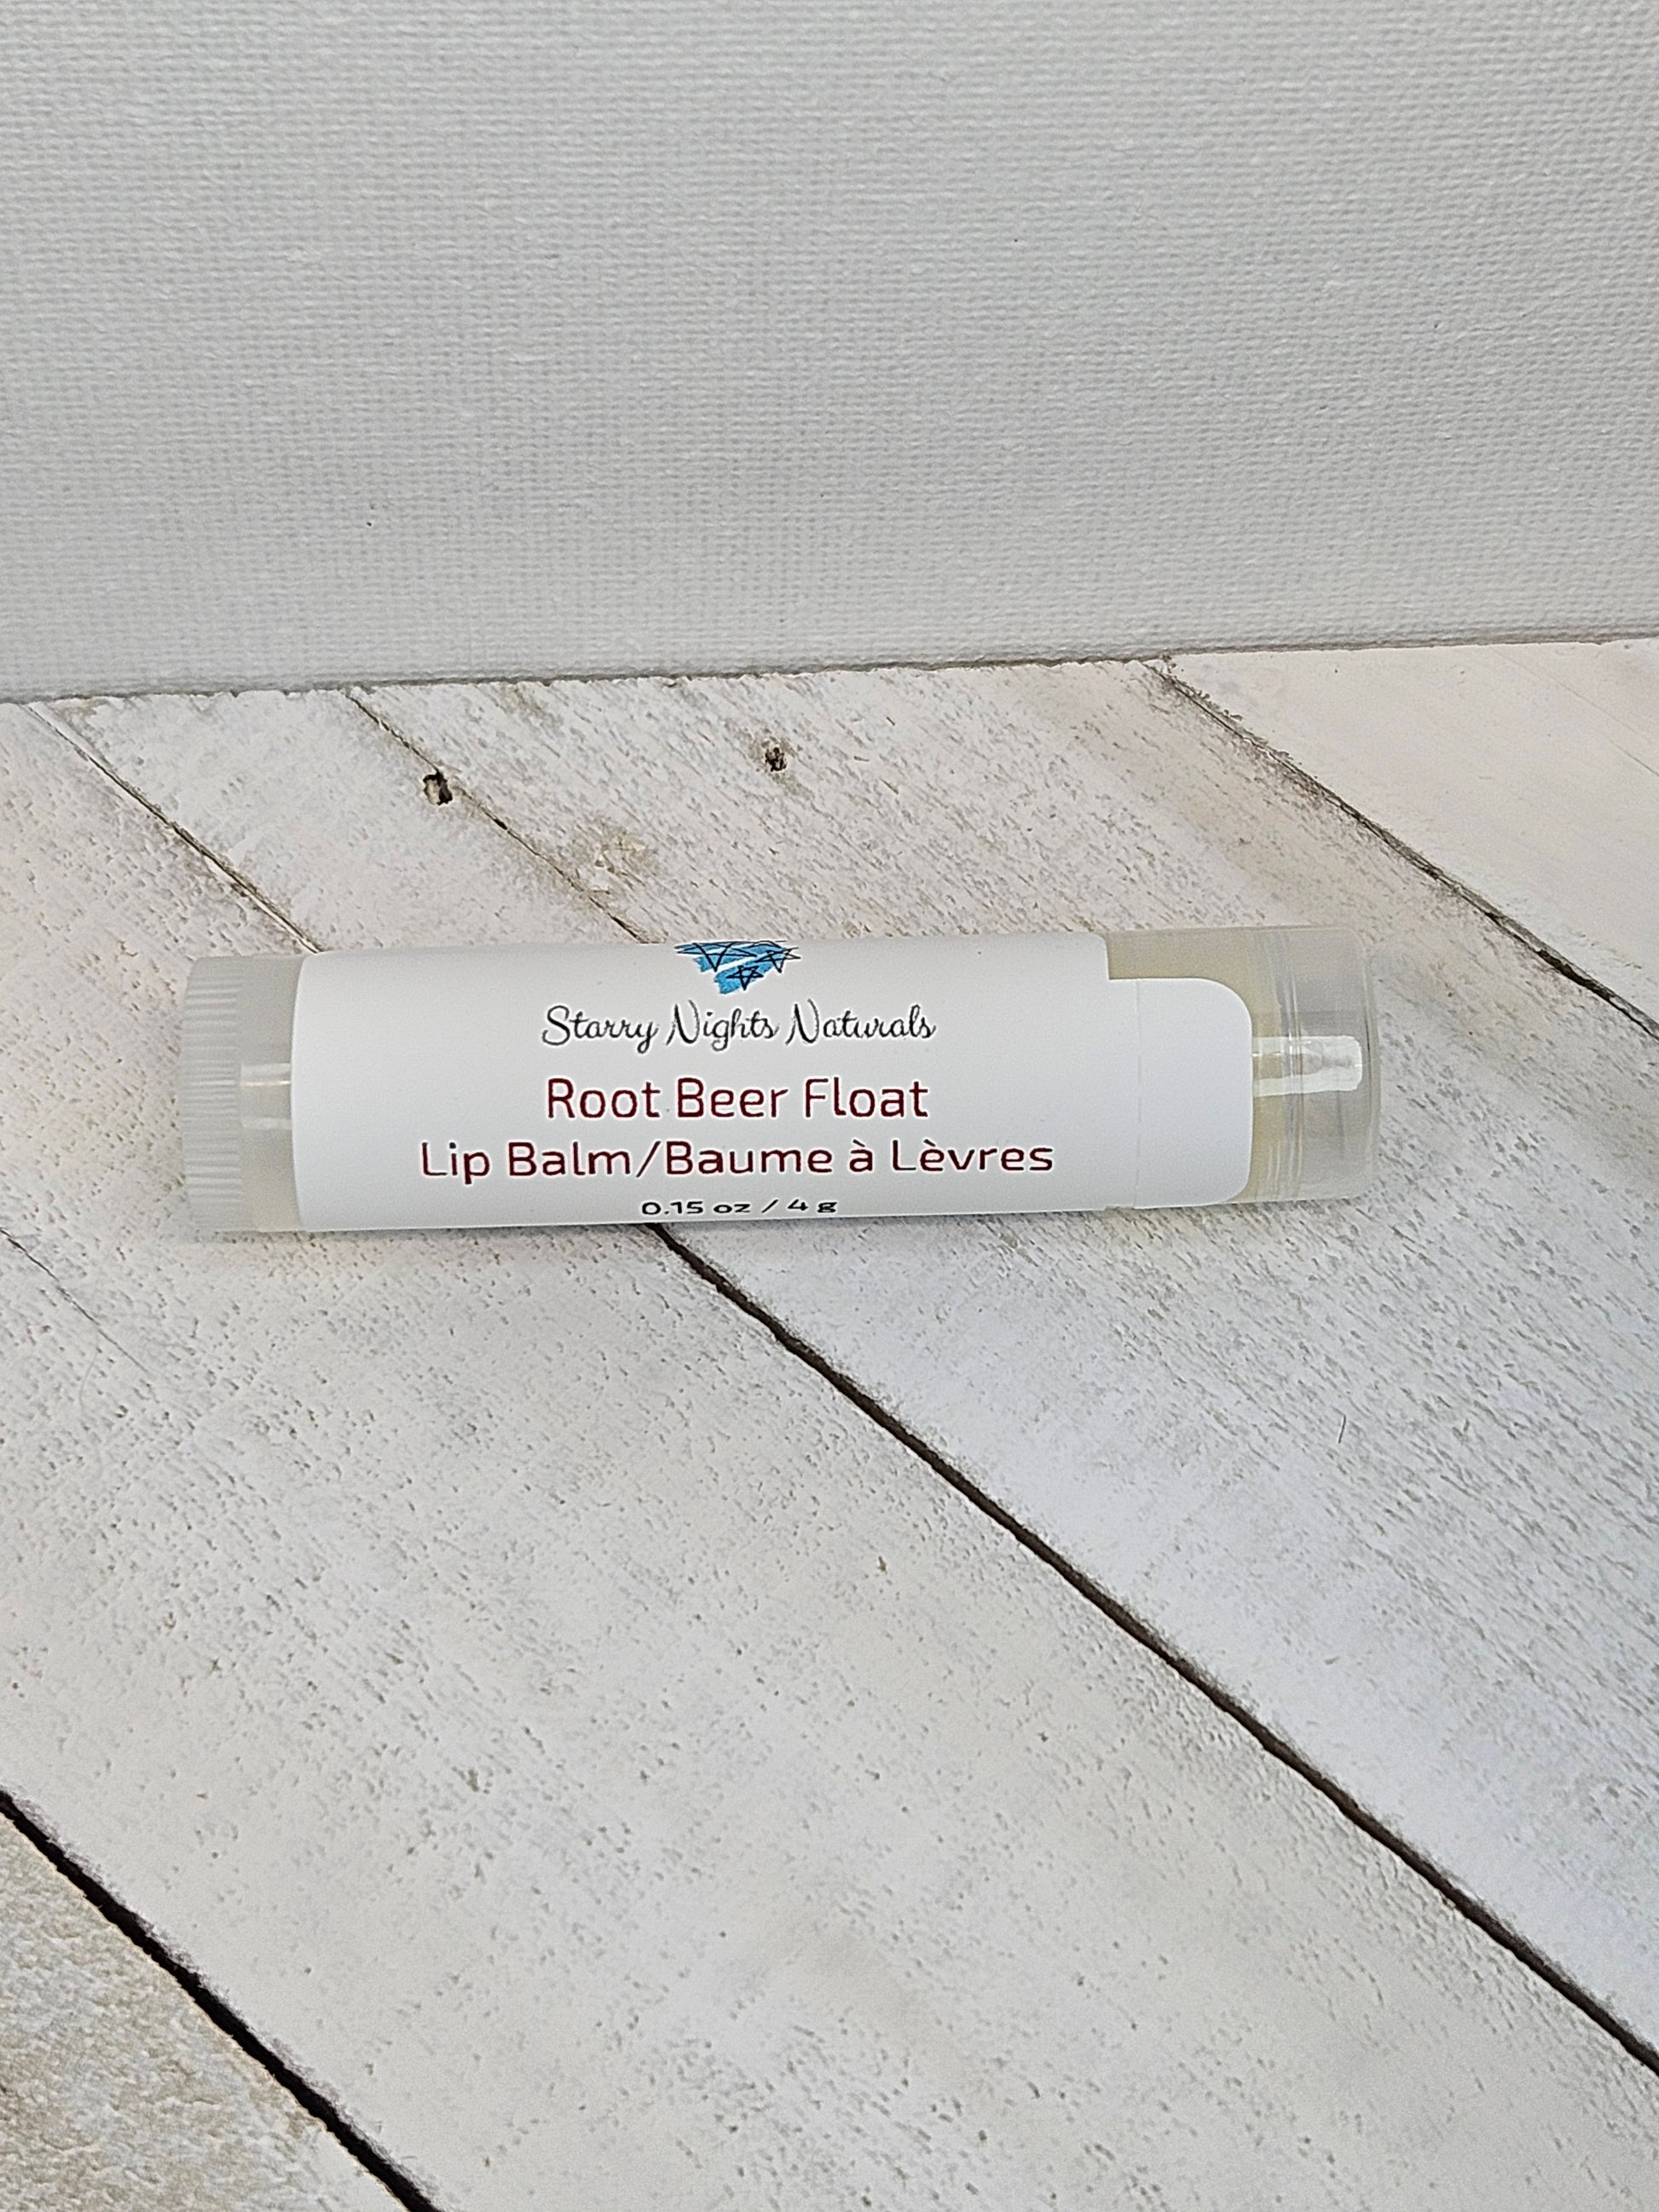 Starry Nights Naturals
Root Beer Float
Lip Balm/Baume à Lèvres
0.15 oz / 4 g